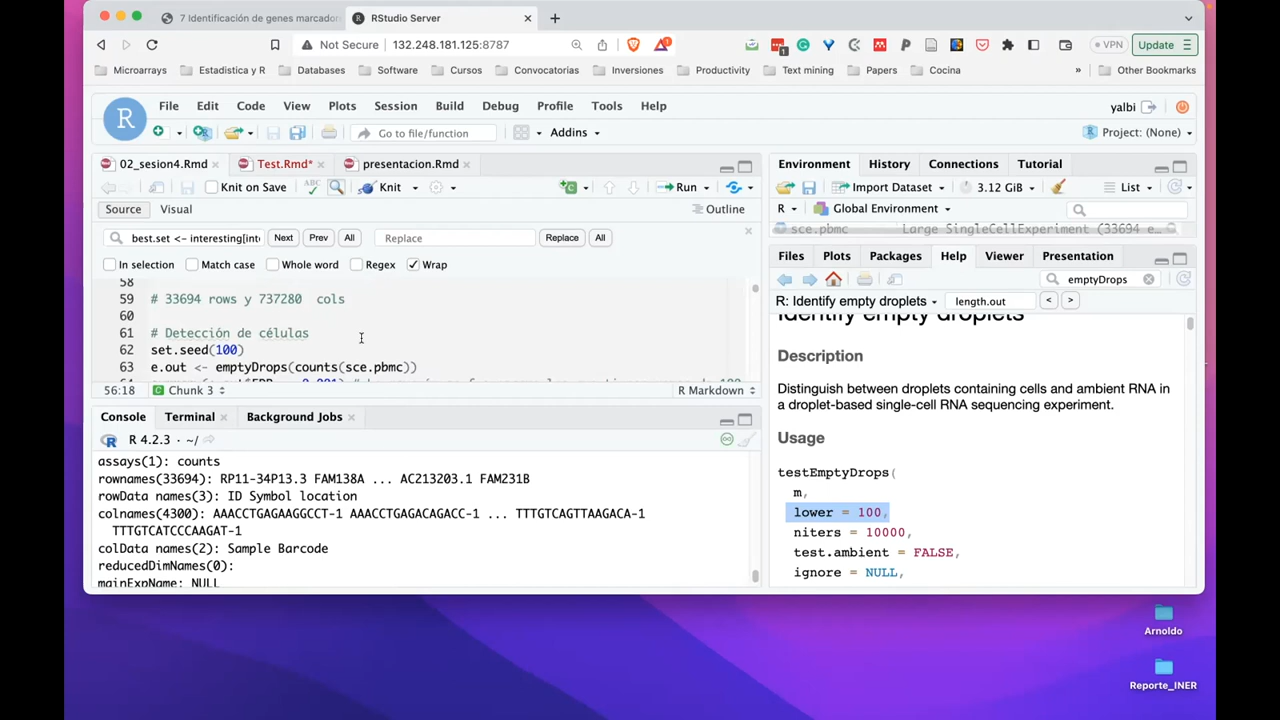 7 Identificación de genes marcador
RStudio Server
Not Secure 132.248.181.125:8787
VPN
Update
Microarrays Estadistica y R Databases Software Cursos Convocatorias Inversiones Productivity Text mining Papers Cocina » Other Bookmarks
R
File Edit Code View Plots Session Build Debug Profile Tools Help
yalbi
Go to file/function
Addins
Project: (None)
02_sesion4.Rmd
Test.Rmd*
presentacion.Rmd
Knit on Save
ABC
Knit
Run
Source Visual
Outline
best.set <- interesting[int
Next Prev All
Replace
Replace All
In selection Match case Whole word Regex Wrap
58
59 # 33694 rows y 737280 cols
60
61 # Detección de células
62 set.seed(100)
63 e.out <- emptyDrops(counts(sce.pbmc))
56:18 Chunk 3 R Markdown
Console Terminal Background Jobs
R 4.2.3 · ~/
assays(1): counts
rownames(33694): RP11-34P13.3 FAM138A ... AC213203.1 FAM231B
rowData names(3): ID Symbol location
colnames(4300): AAACCTGAGAAGGCCT-1 AAACCTGAGACAGACC-1 ... TTTGTCAGTTAAGACA-1
TTTGTCATCCCAAGAT-1
colData names(2): Sample Barcode
reducedDimNames(0):
mainExpName: NULL
Environment History Connections Tutorial
Import Dataset
3.12 GiB
List
R
Global Environment
sce.pbmc Large SingleCellExperiment (33694 e…
Files Plots Packages Help Viewer Presentation
emptyDrops
R: Identify empty droplets
length.out
Identify empty droplets
Description
Distinguish between droplets containing cells and ambient RNA in
a droplet-based single-cell RNA sequencing experiment.
Usage
testEmptyDrops(
m,
lower = 100,
niters = 10000,
test.ambient = FALSE,
ignore = NULL,
Arnoldo
Reporte_INER